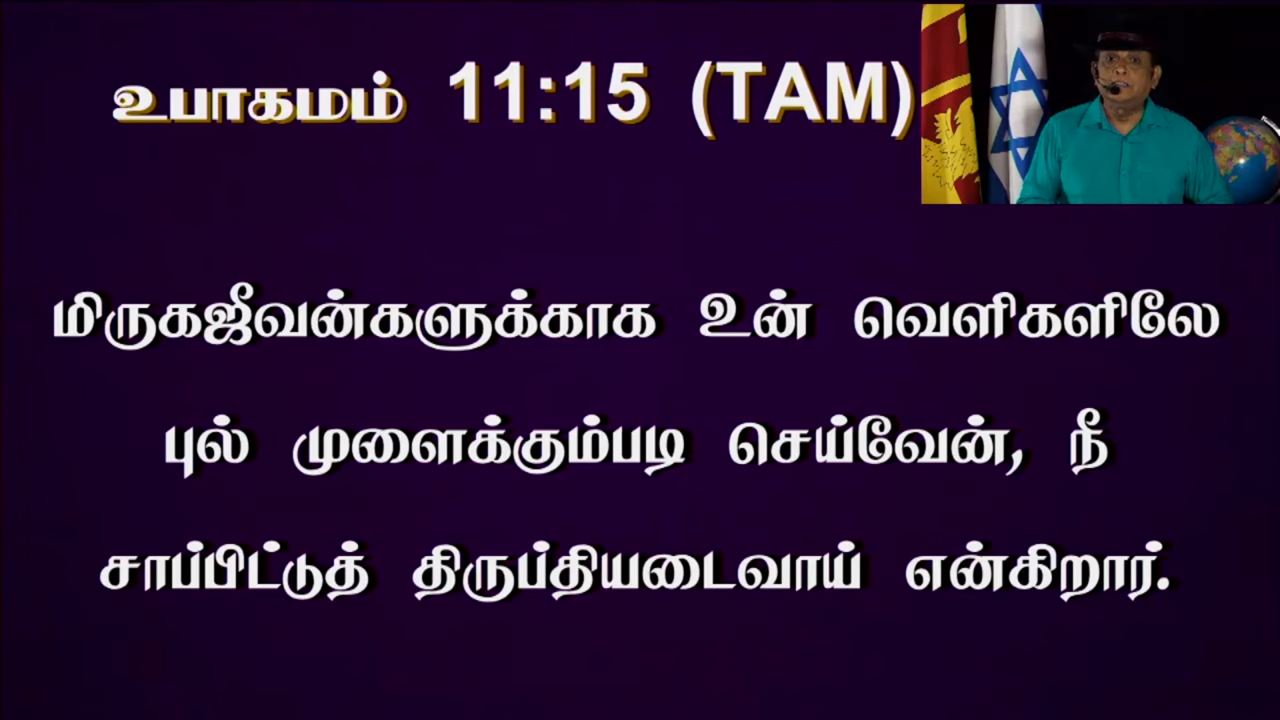 உபாகமம் 11:15 (TAM)
மிருகஜீவன்களுக்காக உன் வெளிகளிலே
புல் முளைக்கும்படி செய்வேன், நீ
சாப்பிட்டுத் திருப்தியடைவாய் என்கிறார்.